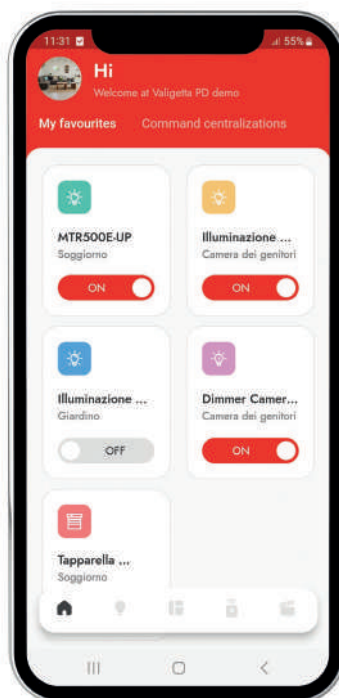 11:31
55%
Hi
Welcome at Valigetta PD demo
My favourites Command centralizations
MTR500E-UP
Soggiorno
ON
Illuminazione ...
Camera dei genitori
ON
Illuminazione ...
Giardino
OFF
Dimmer Camer...
Camera dei genitori
ON
Tapparella ...
Soggiorno